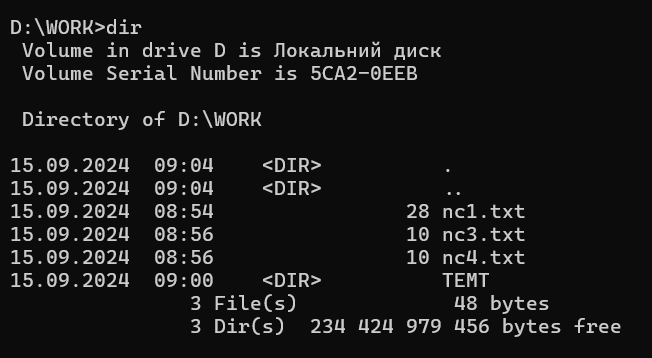 D:\WORK>dir
 Volume in drive D is Локальний диск
 Volume Serial Number is 5CA2-0EEB

 Directory of D:\WORK

15.09.2024  09:04    <DIR>          .
15.09.2024  09:04    <DIR>          ..
15.09.2024  08:54                28 nc1.txt
15.09.2024  08:56                10 nc3.txt
15.09.2024  08:56                10 nc4.txt
15.09.2024  09:00    <DIR>          TEMT
               3 File(s)             48 bytes
               3 Dir(s)  234 424 979 456 bytes free